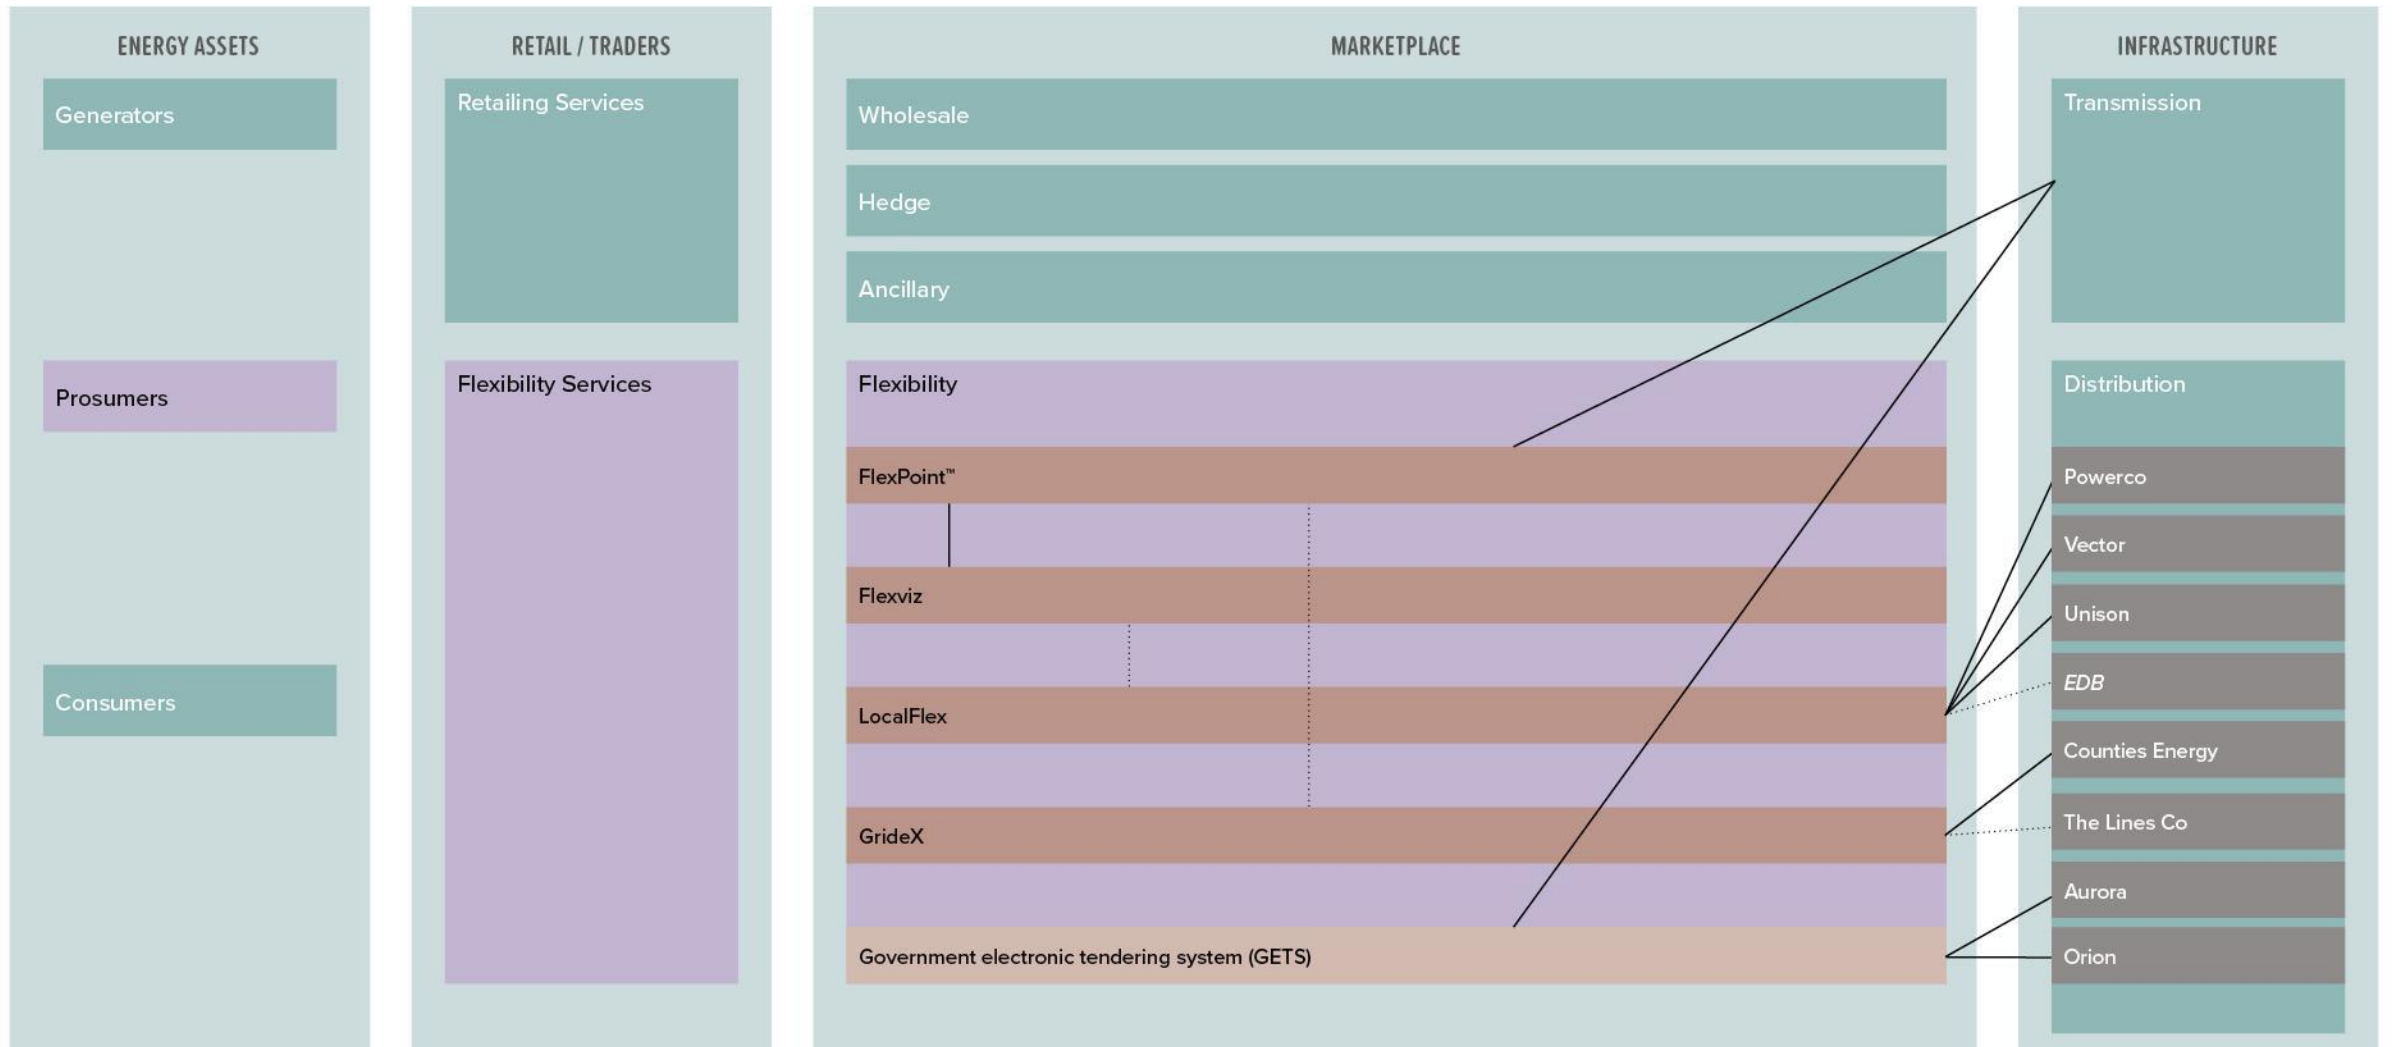 ENERGY ASSETS
Generators
Prosumers
Consumers
RETAIL / TRADERS
Retailing Services
Flexibility Services
MARKETPLACE
Wholesale
Hedge
Ancillary
Flexibility
FlexPoint™
Flexviz
LocalFlex
GrideX
Government electronic tendering system (GETS)
INFRASTRUCTURE
Transmission
Distribution
Powerco
Vector
Unison
EDB
Counties Energy
The Lines Co
Aurora
Orion